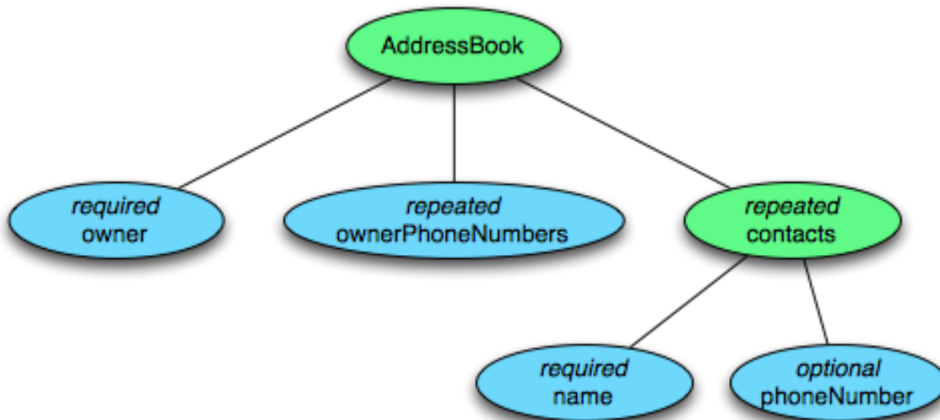 AddressBook
required
owner
repeated
ownerPhoneNumbers
repeated
contacts
required
name
optional
phoneNumber